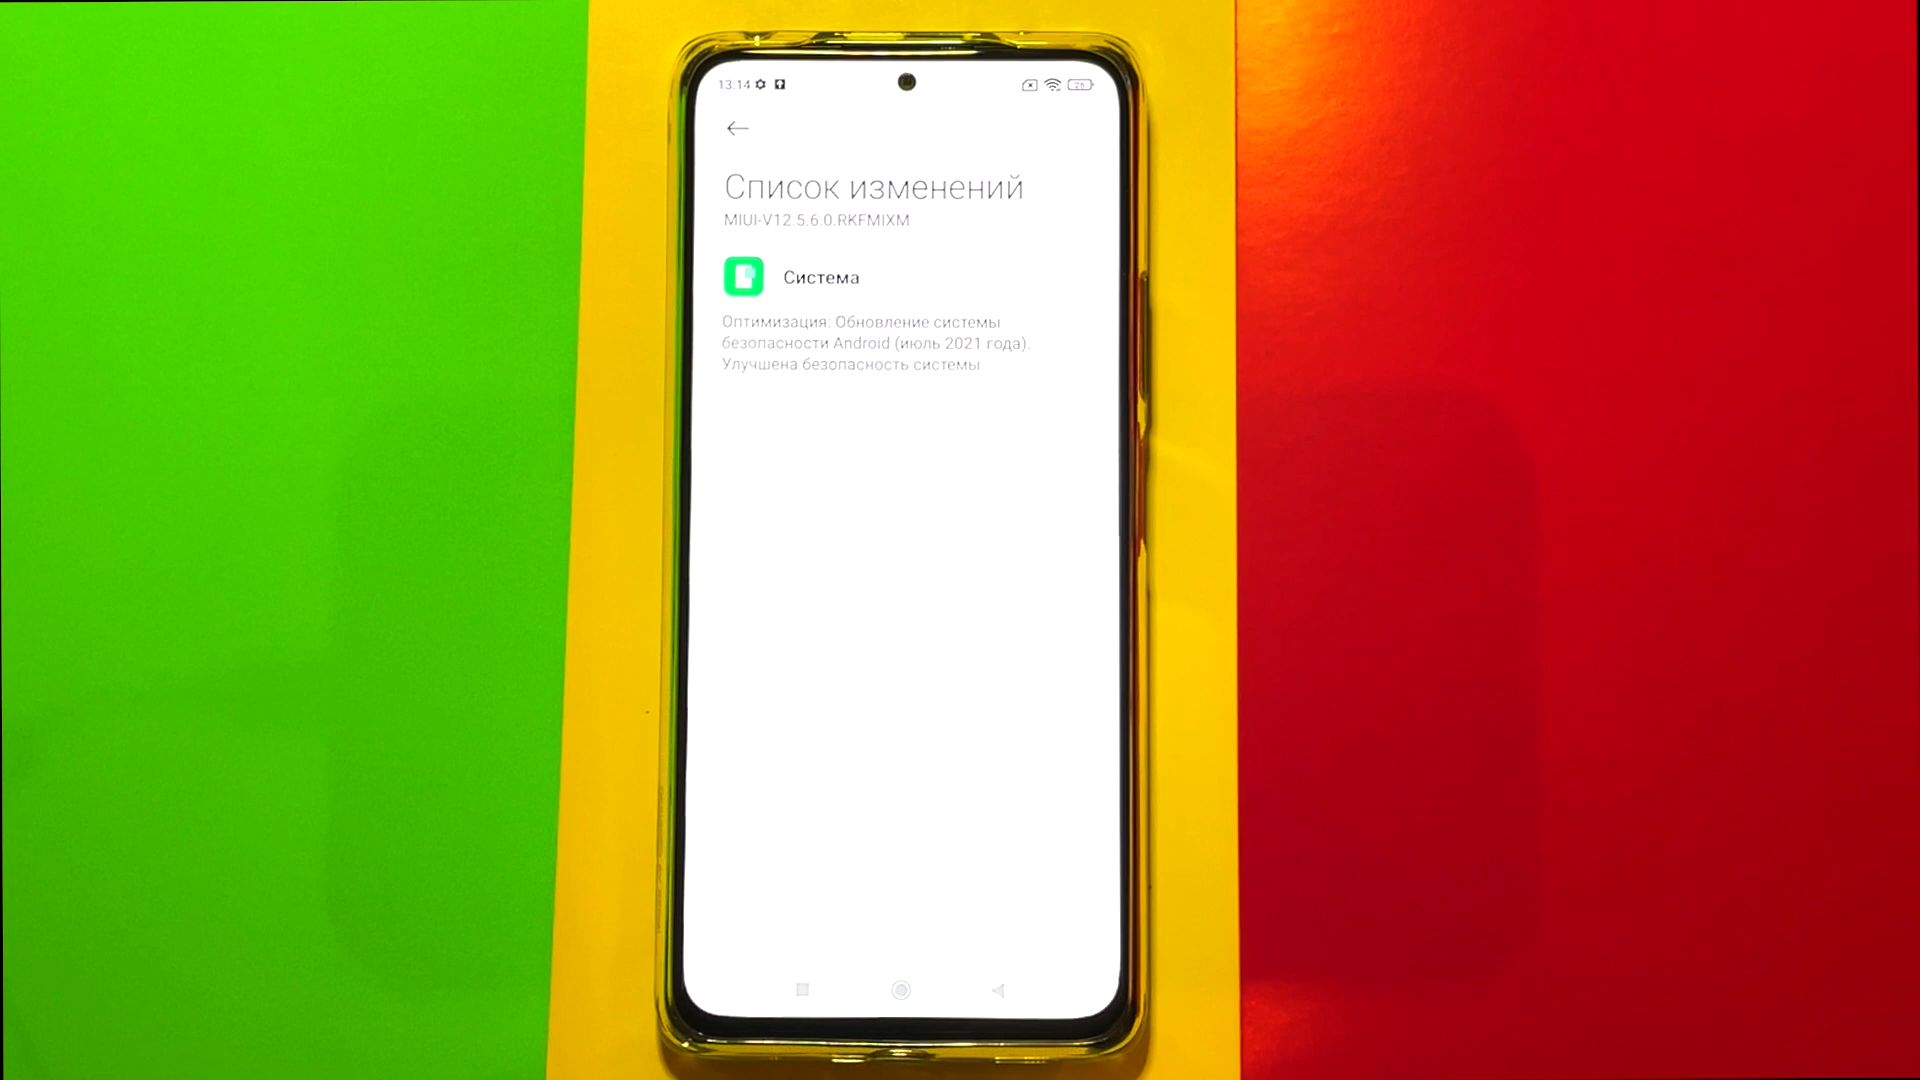 13:14
26
Список изменений
MIUI-V12.5.6.0.RKFMIXM
Система
Оптимизация: Обновление системы
безопасности Android (июль 2021 года).
Улучшена безопасность системы